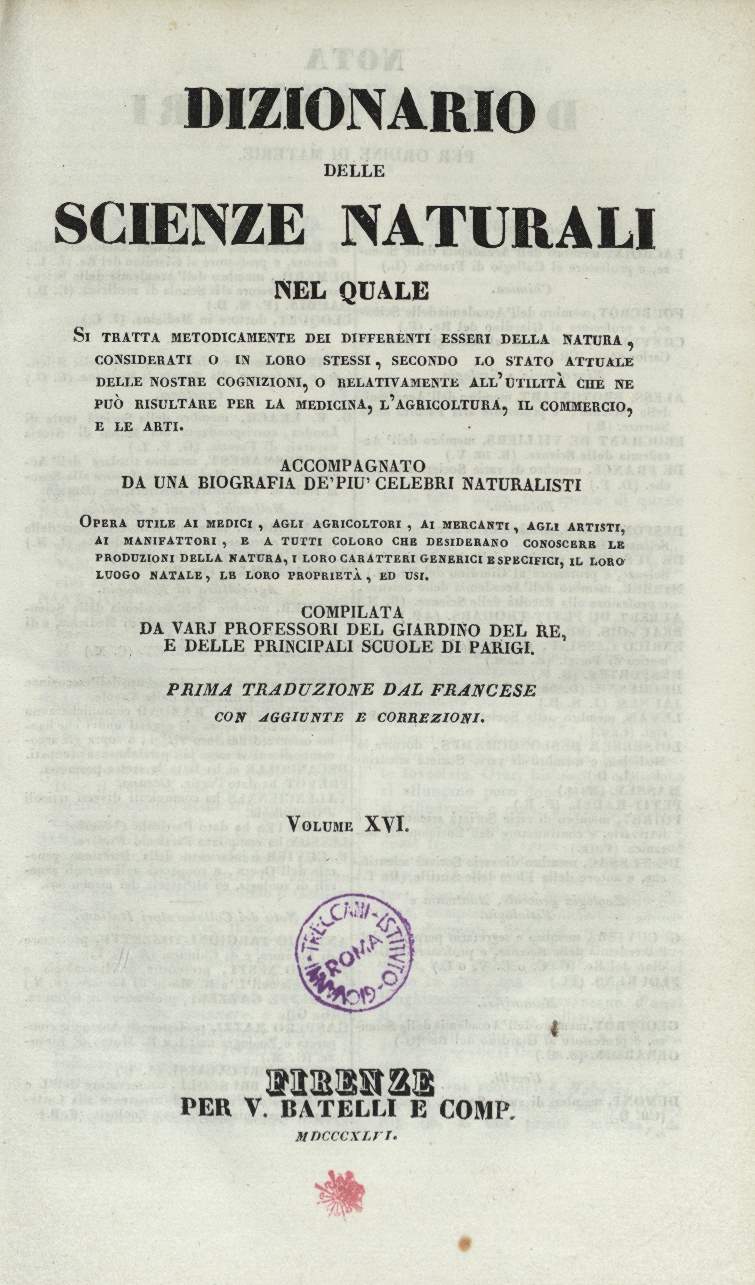 DIZIONARIO
DELLE
SCIENZE NATURALI
NEL QUALE
SI TRATTA METODICAMENTE DEI DIFFERENTI ESSERI DELLA NATURA,
CONSIDERATI O IN LORO STESSI, SECONDO LO STATO ATTUALE
DELLE NOSTRE COGNIZIONI, O RELATIVAMENTE ALL'UTILITÀ CHE NE
PUÒ RISULTARE PER LA MEDICINA, L'AGRICOLTURA, IL COMMERCIO,
E LE ARTI.
ACCOMPAGNATO
DA UNA BIOGRAFIA DE'PIU' CELEBRI NATURALISTI
OPERA UTILE AI MEDICI, AGLI AGRICOLTORI, AI MERCANTI, AGLI ARTISTI,
AI MANIFATTORI, E A TUTTI COLORO CHE DESIDERANO CONOSCERE LE
PRODUZIONI DELLA NATURA, I LORO CARATTERI GENERICI E SPECIFICI, IL LORO
LUOGO NATALE, LE LORO PROPRIETÀ, ED USI.
COMPILATA
DA VARJ PROFESSORI DEL GIARDINO DEL RE,
E DELLE PRINCIPALI SCUOLE DI PARIGI.
PRIMA TRADUZIONE DAL FRANCESE
CON AGGIUNTE E CORREZIONI.
VOLUME XVI.
ISTITUTO-GIOVANNI-TRECCANI-
ROMA
FIRENZE
PER V. BATELLI E COMP.
MDCCCXLVI.